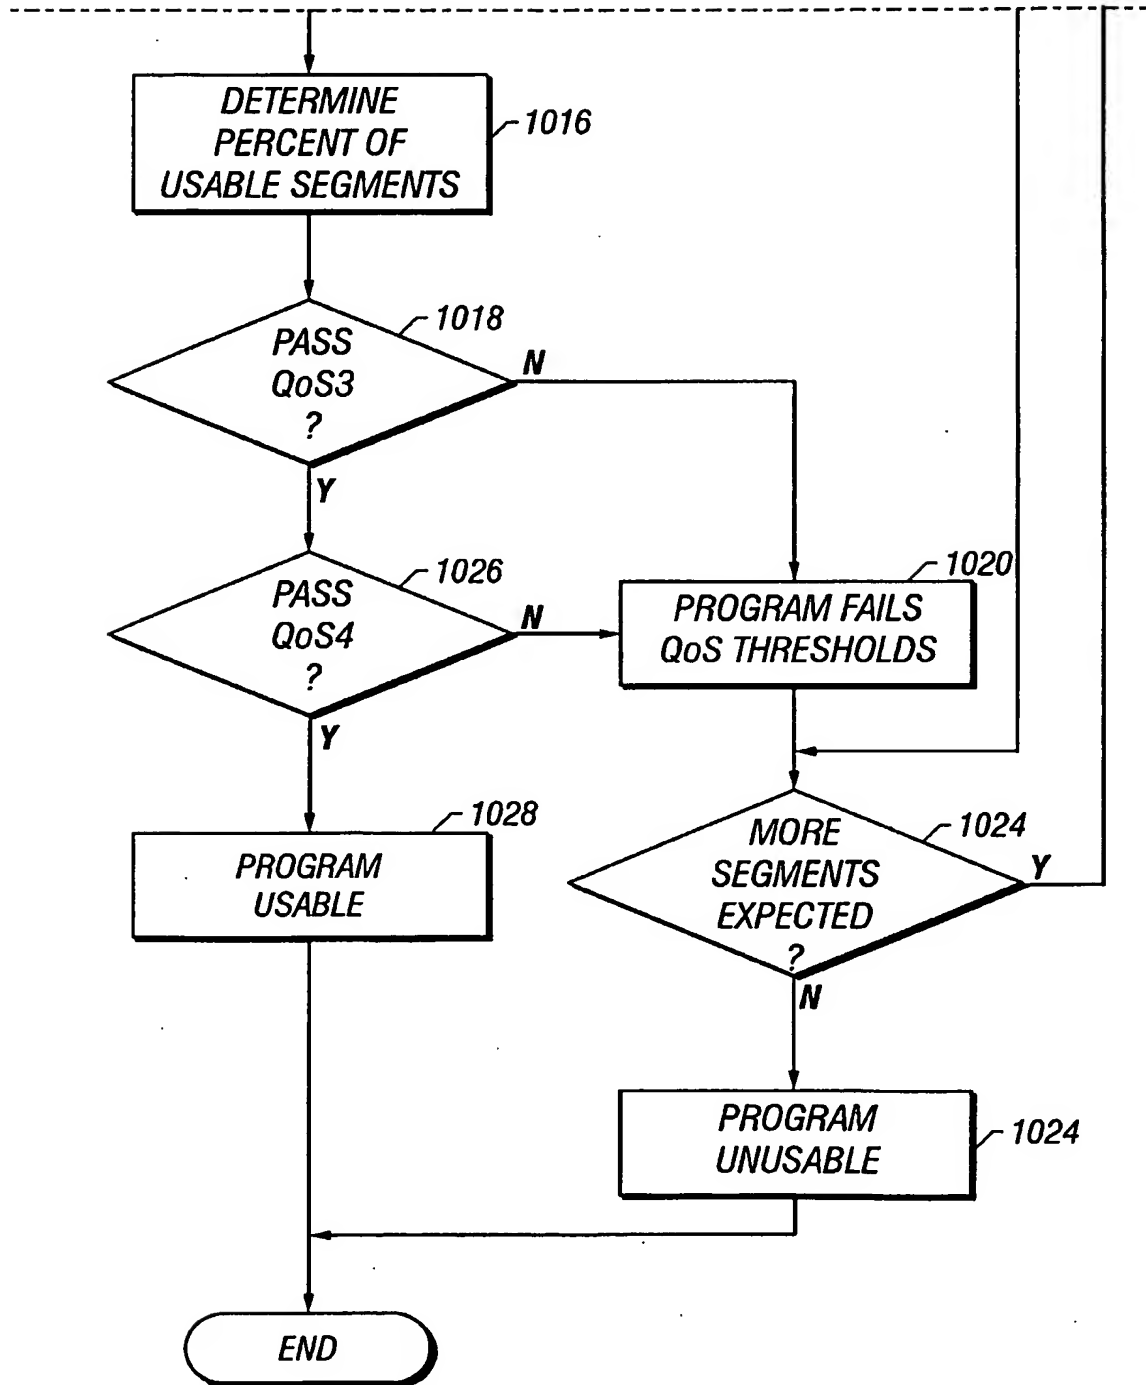 DETERMINE
PERCENT OF
USABLE SEGMENTS
1016
PASS
QoS3
?
1018
N
Y
PASS
QoS4
?
1026
N
Y
PROGRAM FAILS
QoS THRESHOLDS
1020
PROGRAM
USABLE
1028
MORE
SEGMENTS
EXPECTED
?
1024
Y
N
PROGRAM
UNUSABLE
1024
END